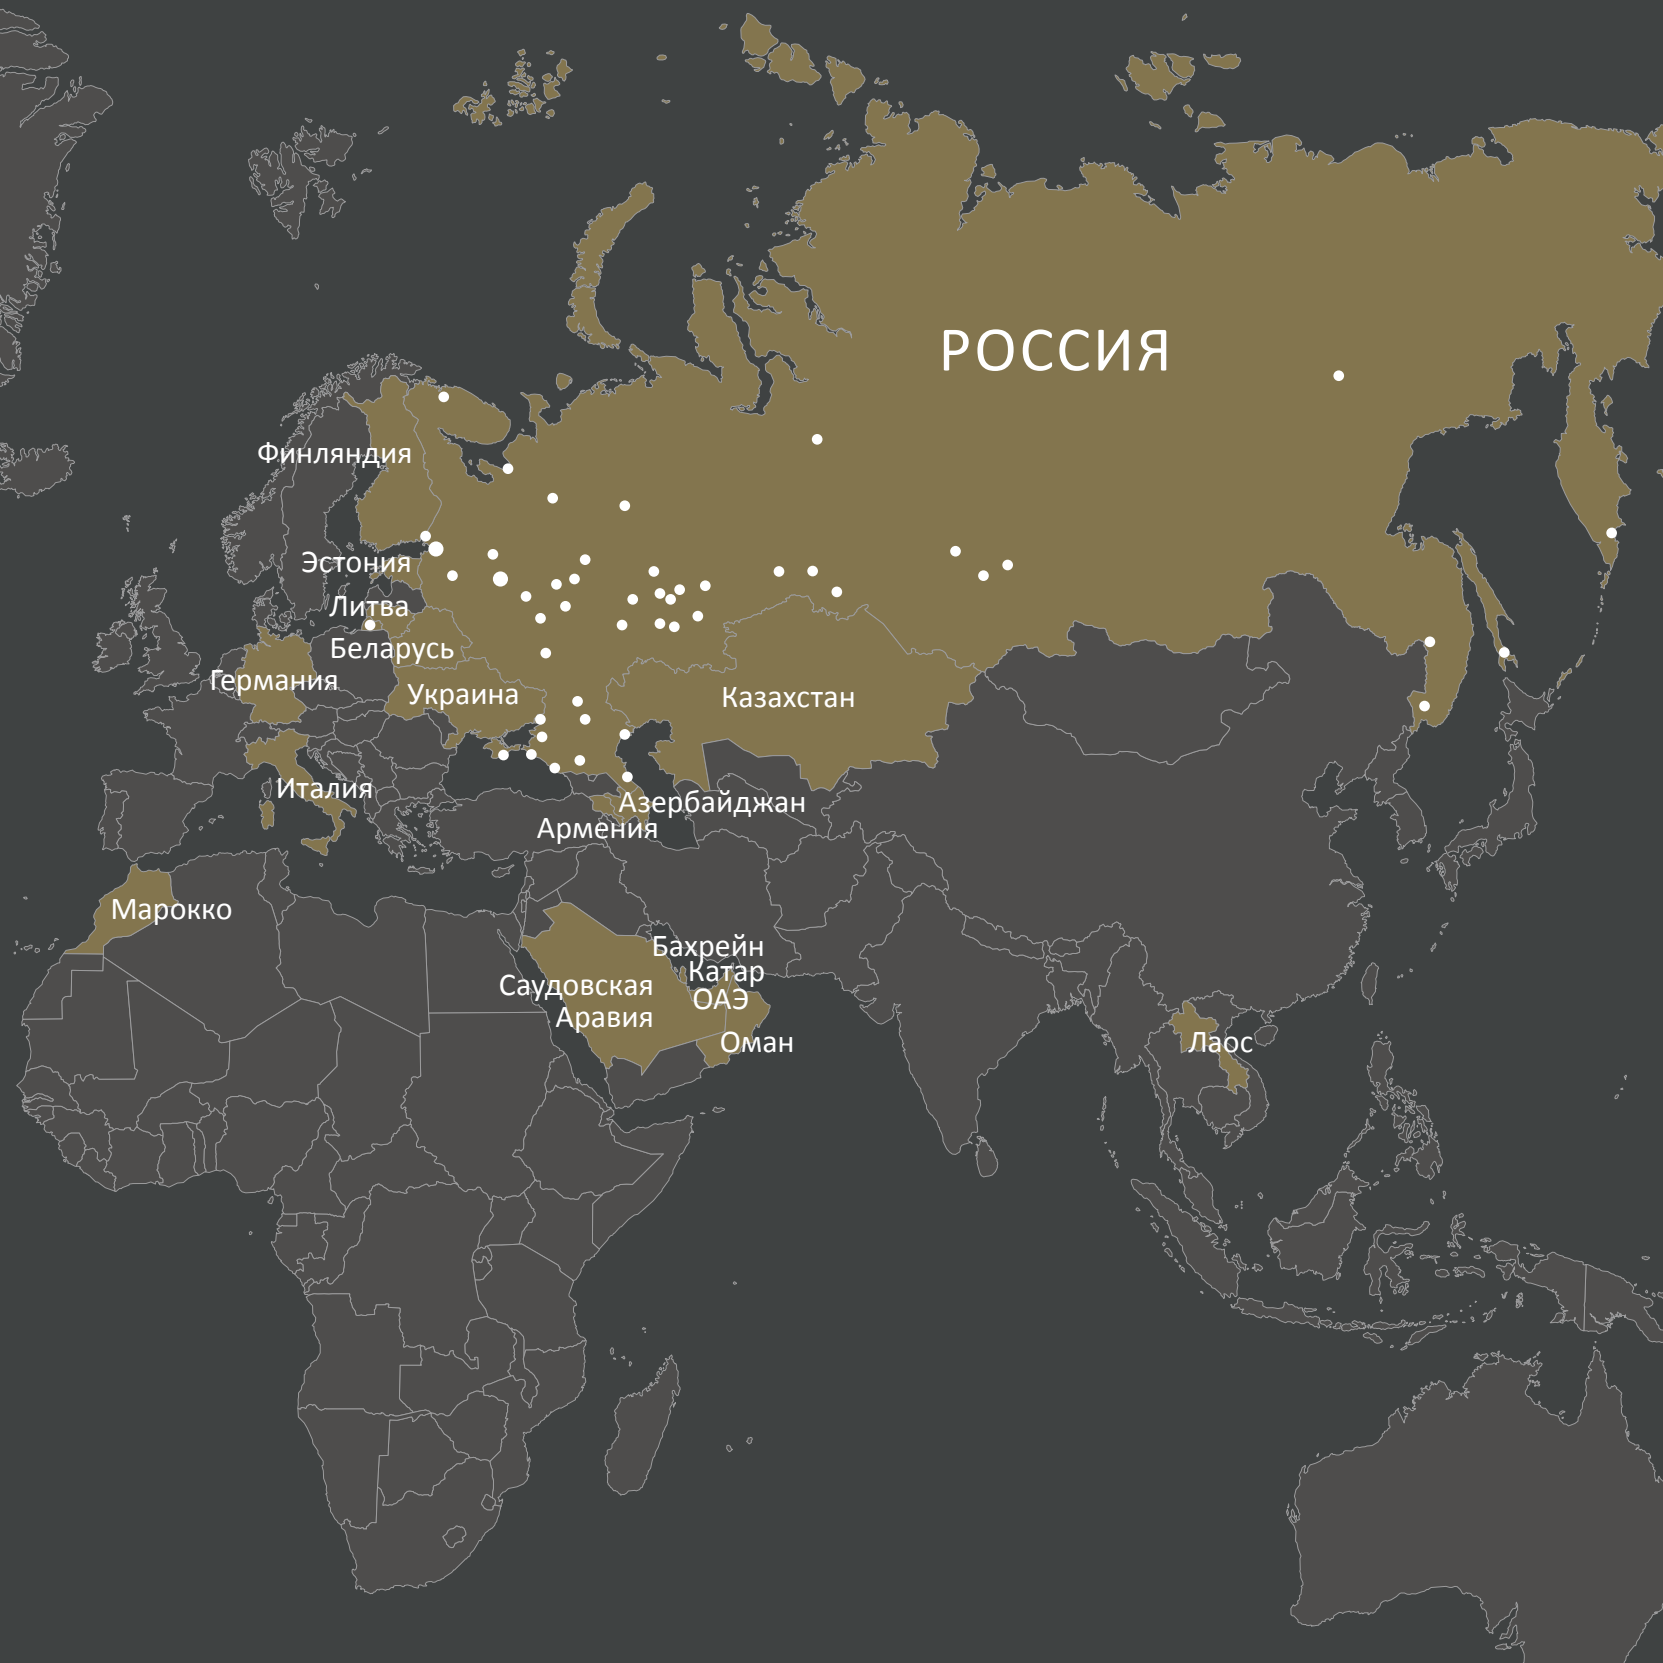 РОССИЯ
Финляндия
Эстония
Литва
Беларусь
Германия
Украина
Казахстан
Италия
Азербайджан
Армения
Марокко
Бахрейн
Катар
Саудовская
Аравия
ОАЭ
Оман
Лаос